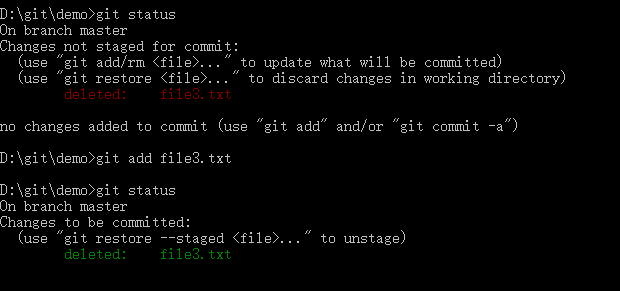 D:\git\demo>git status
On branch master
Changes not staged for commit:
  (use "git add/rm <file>..." to update what will be committed)
  (use "git restore <file>..." to discard changes in working directory)
        deleted:    file3.txt

no changes added to commit (use "git add" and/or "git commit -a")

D:\git\demo>git add file3.txt

D:\git\demo>git status
On branch master
Changes to be committed:
  (use "git restore --staged <file>..." to unstage)
        deleted:    file3.txt